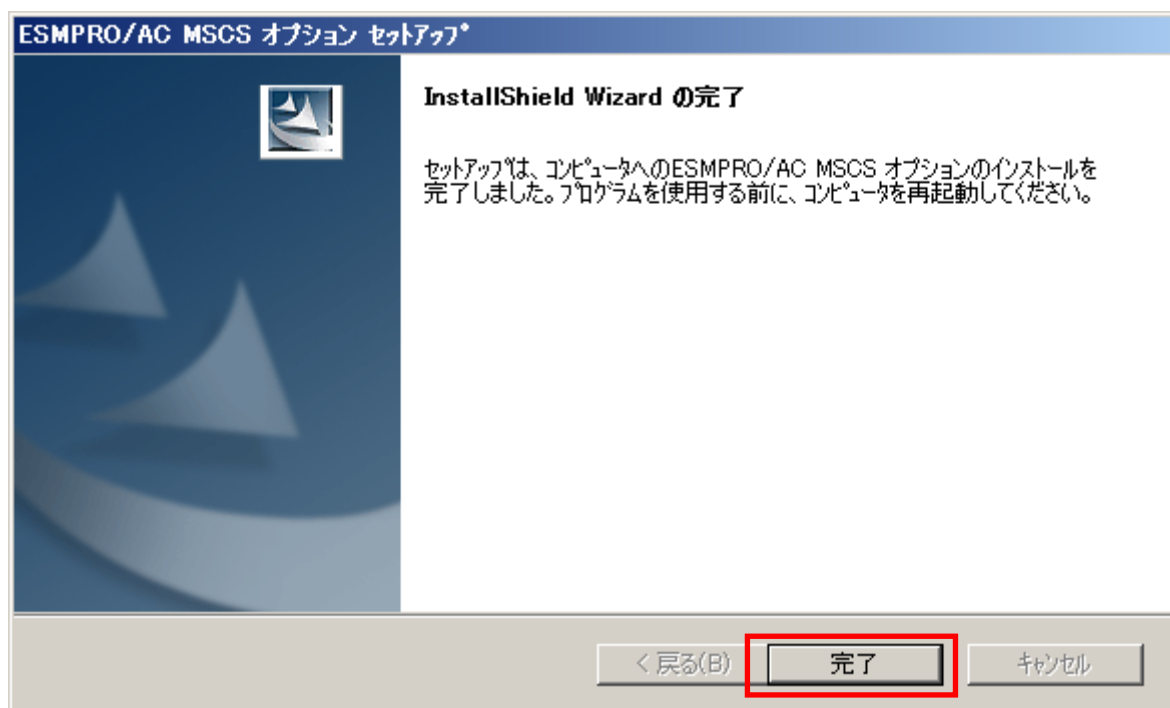 ESMPRO/AC MSCS オプション セットアップ
InstallShield Wizard の完了
セットアップは、コンピュータへのESMPRO/AC MSCS オプションのインストールを
完了しました。プログラムを使用する前に、コンピュータを再起動してください。
< 戻る(B)
完了
キャンセル